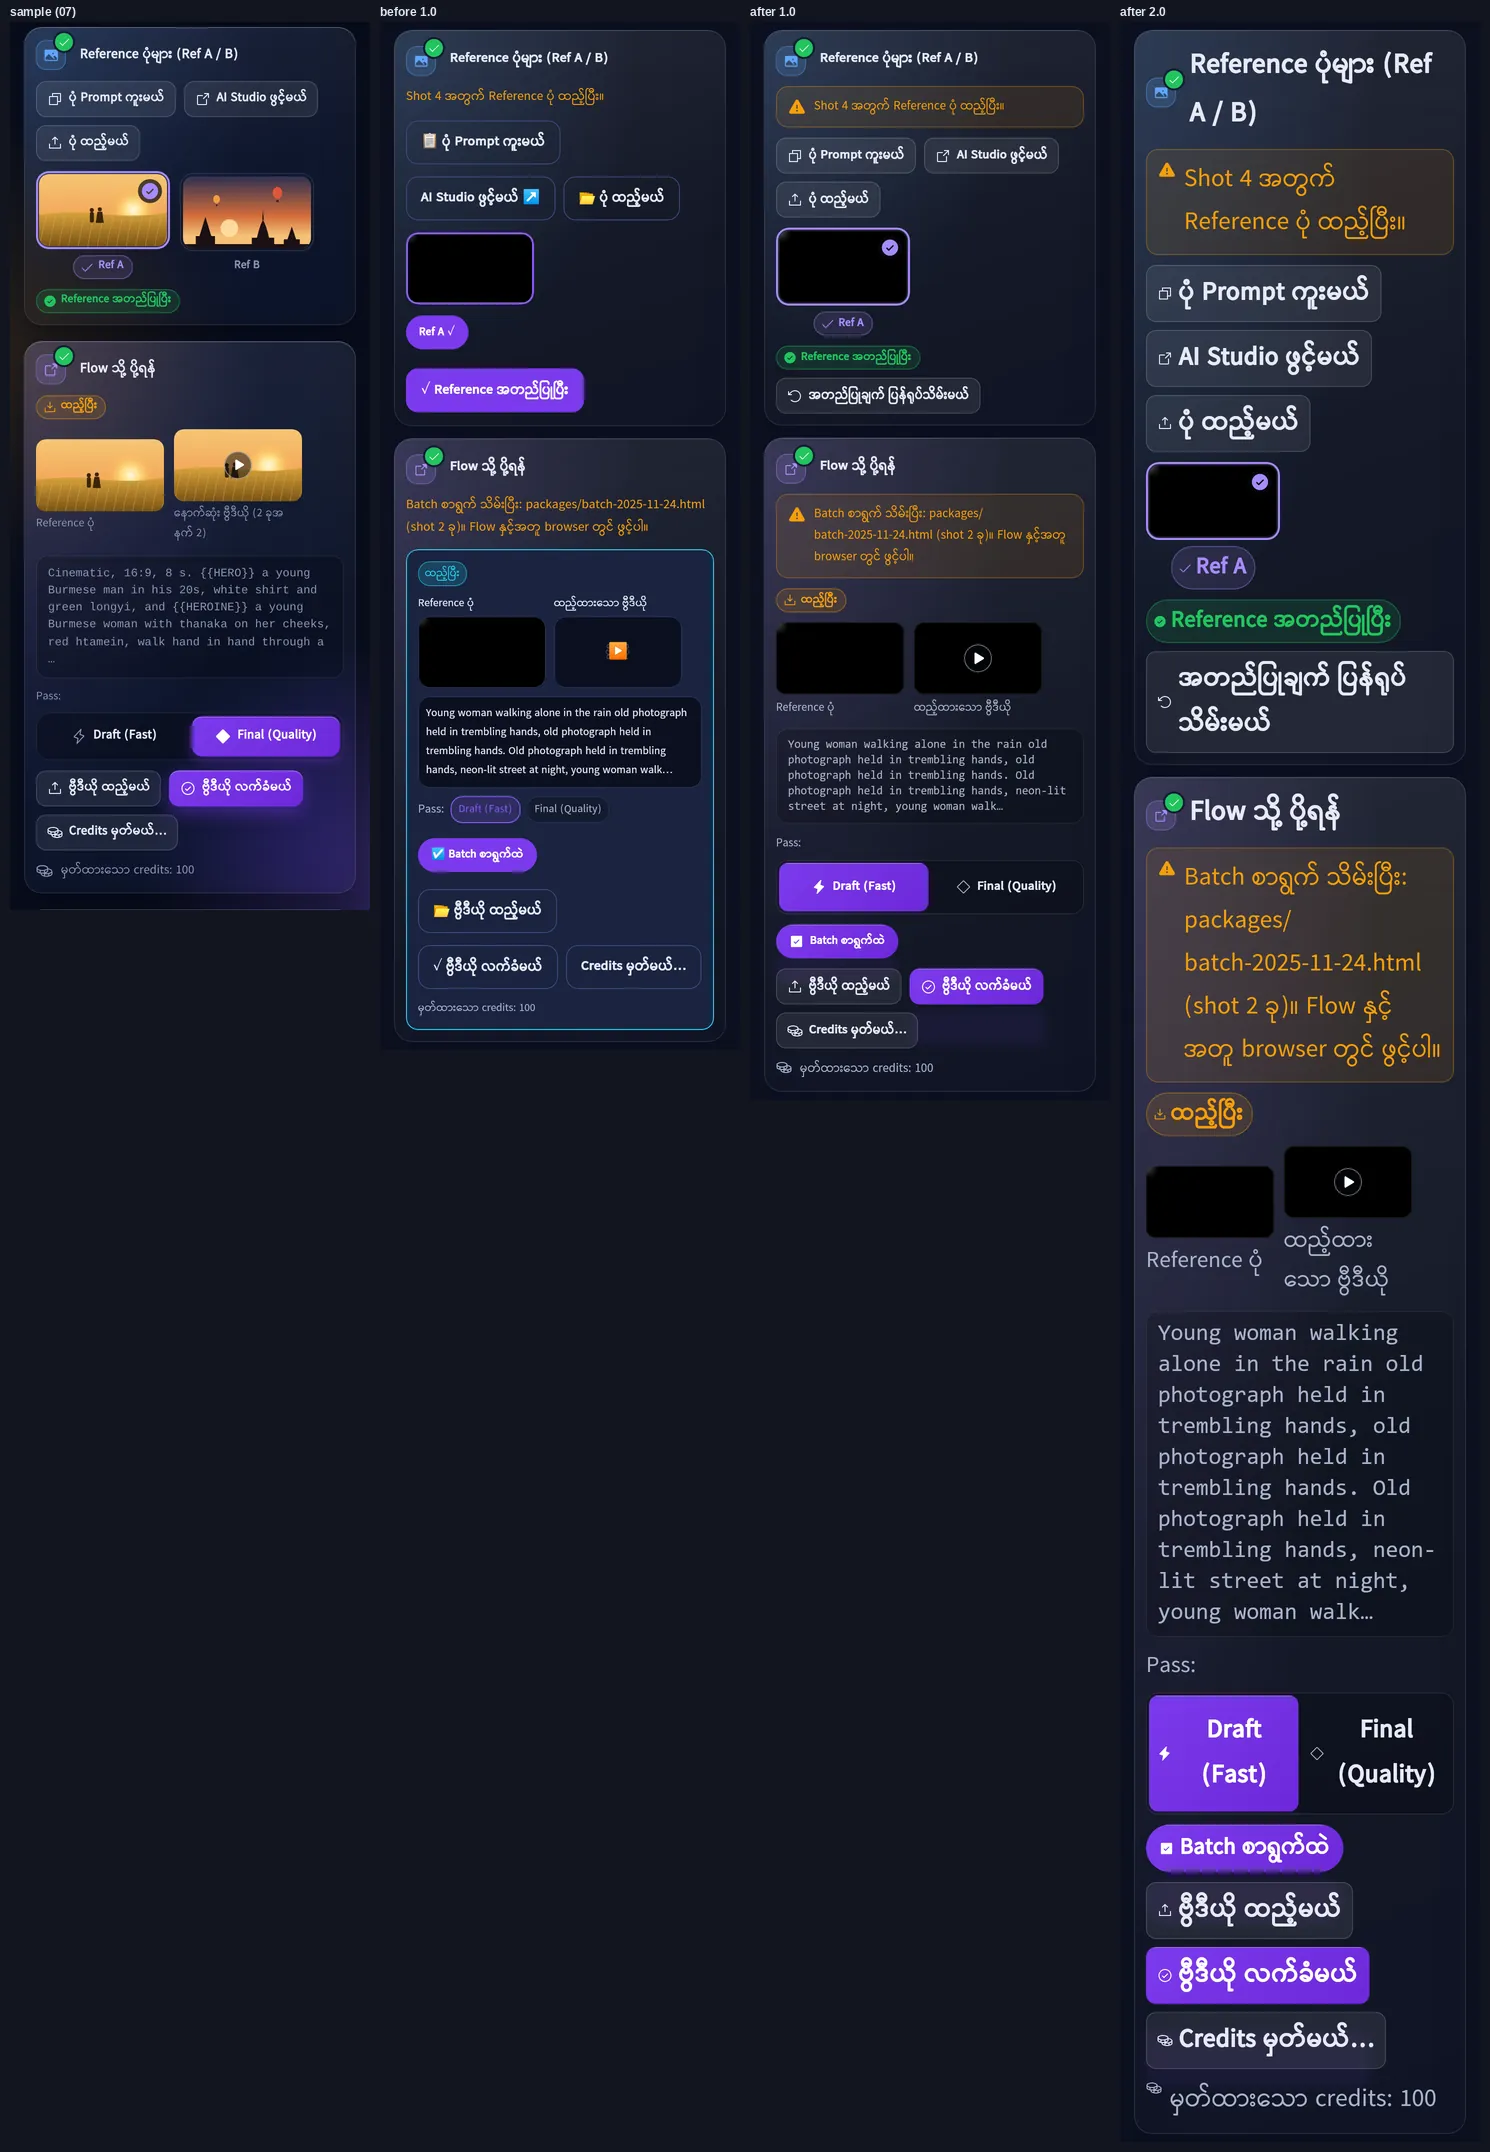 sample (07)
Reference ပုံများ (Ref A / B)
ပုံ Prompt ကူးမယ်
AI Studio ဖွင့်မယ်
ပုံ ထည့်မယ်
Ref A
Ref B
Reference အတည်ပြုပြီး
Flow သို့ ပို့ရန်
ထည့်ပြီး
Reference ပုံ
နောက်ဆုံး ဗွီဒီယို (2 ခုအ
နက် 2)
Cinematic, 16:9, 8 s. {{HERO}} a young
Burmese man in his 20s, white shirt and
green longyi, and {{HEROINE}} a young
Burmese woman with thanaka on her cheeks,
red htamein, walk hand in hand through a
…
Pass:
Draft (Fast)
Final (Quality)
ဗွီဒီယို ထည့်မယ်
ဗွီဒီယို လက်ခံမယ်
Credits မှတ်မယ်…
မှတ်ထားသော credits: 100
before 1.0
Reference ပုံများ (Ref A / B)
Shot 4 အတွက် Reference ပုံ ထည့်ပြီး။
ပုံ Prompt ကူးမယ်
AI Studio ဖွင့်မယ်
ပုံ ထည့်မယ်
Ref A ✓
✓ Reference အတည်ပြုပြီး
Flow သို့ ပို့ရန်
Batch စာရွက် သိမ်းပြီး: packages/batch-2025-11-24.html
(shot 2 ခု)။ Flow နှင့်အတူ browser တွင် ဖွင့်ပါ။
ထည့်ပြီး
Reference ပုံ
ထည့်ထားသော ဗွီဒီယို
Young woman walking alone in the rain old photograph
held in trembling hands, old photograph held in
trembling hands. Old photograph held in trembling
hands, neon-lit street at night, young woman walk…
Pass:
Draft (Fast)
Final (Quality)
Batch စာရွက်ထဲ
ဗွီဒီယို ထည့်မယ်
✓ ဗွီဒီယို လက်ခံမယ်
Credits မှတ်မယ်…
မှတ်ထားသော credits: 100
after 1.0
Reference ပုံများ (Ref A / B)
Shot 4 အတွက် Reference ပုံ ထည့်ပြီး။
ပုံ Prompt ကူးမယ်
AI Studio ဖွင့်မယ်
ပုံ ထည့်မယ်
Ref A
Reference အတည်ပြုပြီး
အတည်ပြုချက် ပြန်ရုပ်သိမ်းမယ်
Flow သို့ ပို့ရန်
Batch စာရွက် သိမ်းပြီး: packages/
batch-2025-11-24.html (shot 2 ခု)။ Flow နှင့်အတူ
browser တွင် ဖွင့်ပါ။
ထည့်ပြီး
Reference ပုံ
ထည့်ထားသော ဗွီဒီယို
Young woman walking alone in the rain old
photograph held in trembling hands, old
photograph held in trembling hands. Old
photograph held in trembling hands, neon-lit
street at night, young woman walk…
Pass:
Draft (Fast)
Final (Quality)
Batch စာရွက်ထဲ
ဗွီဒီယို ထည့်မယ်
ဗွီဒီယို လက်ခံမယ်
Credits မှတ်မယ်…
မှတ်ထားသော credits: 100
after 2.0
Reference ပုံများ (Ref
A / B)
Shot 4 အတွက်
Reference ပုံ ထည့်ပြီး။
ပုံ Prompt ကူးမယ်
AI Studio ဖွင့်မယ်
ပုံ ထည့်မယ်
Ref A
Reference အတည်ပြုပြီး
အတည်ပြုချက် ပြန်ရုပ်
သိမ်းမယ်
Flow သို့ ပို့ရန်
Batch စာရွက် သိမ်းပြီး:
packages/
batch-2025-11-24.html
(shot 2 ခု)။ Flow နှင့်
အတူ browser တွင် ဖွင့်ပါ။
ထည့်ပြီး
Reference ပုံ
ထည့်ထား
သော ဗွီဒီယို
Young woman walking
alone in the rain old
photograph held in
trembling hands, old
photograph held in
trembling hands. Old
photograph held in
trembling hands, neon-
lit street at night,
young woman walk…
Pass:
Draft
(Fast)
Final
(Quality)
Batch စာရွက်ထဲ
ဗွီဒီယို ထည့်မယ်
ဗွီဒီယို လက်ခံမယ်
Credits မှတ်မယ်…
မှတ်ထားသော credits: 100